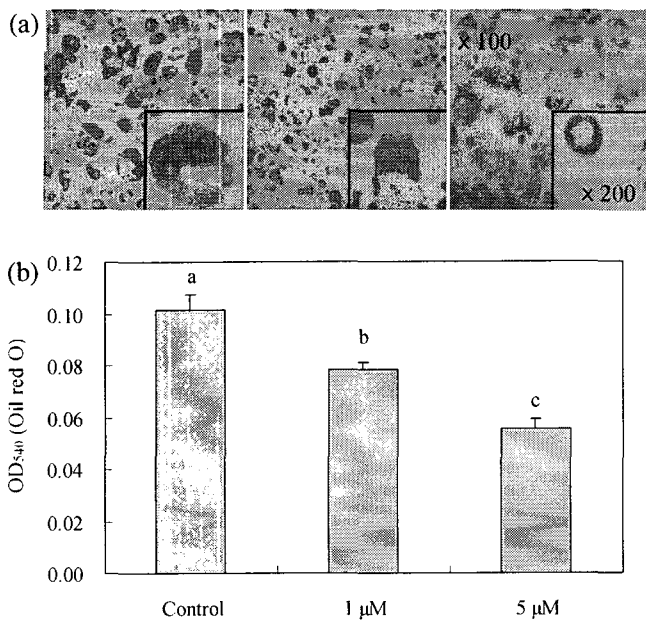 (a)
× 100
× 200
(b)
OD₅₄₀ (Oil red O)
0.12
0.10
0.08
0.06
0.04
0.02
0.00
a
b
c
Control
1 µM
5 µM